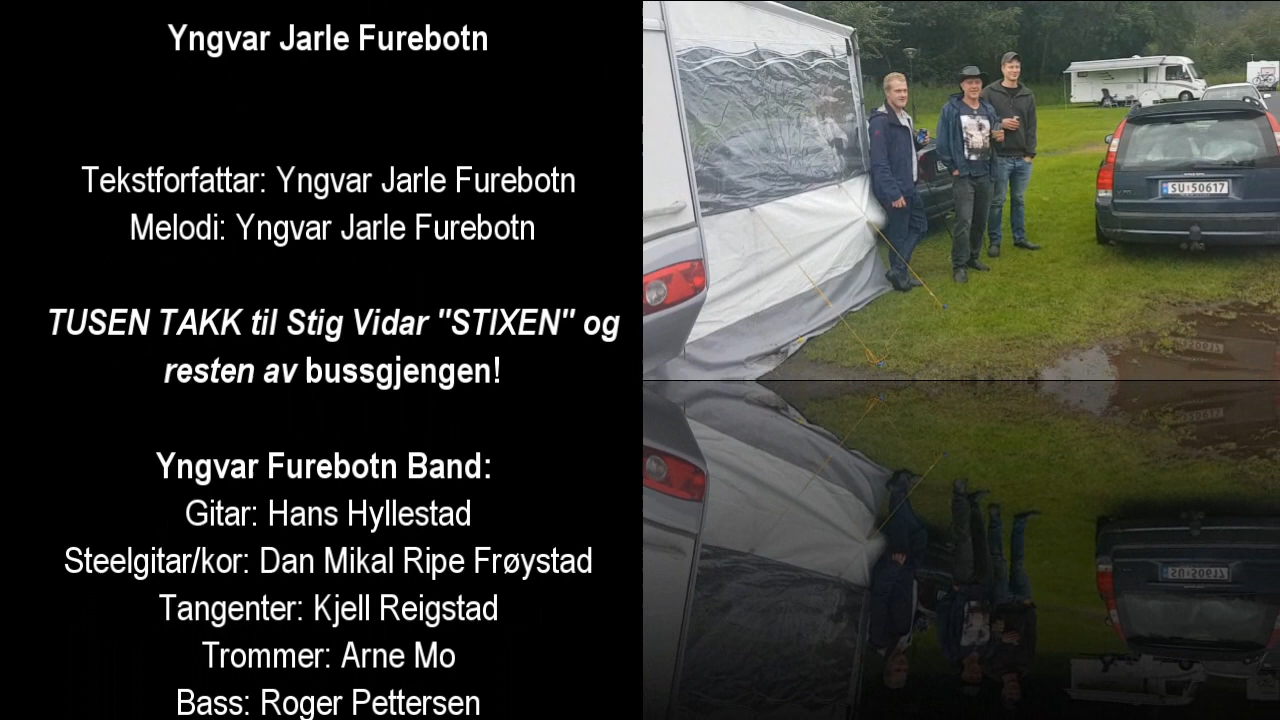 Yngvar Jarle Furebotn
Tekstforfattar: Yngvar Jarle Furebotn
Melodi: Yngvar Jarle Furebotn
TUSEN TAKK til Stig Vidar "STIXEN" og
resten av bussgjengen!
Yngvar Furebotn Band:
Gitar: Hans Hyllestad
Steelgitar/kor: Dan Mikal Ripe Frøystad
Tangenter: Kjell Reigstad
Trommer: Arne Mo
Bass: Roger Pettersen
SU 50617